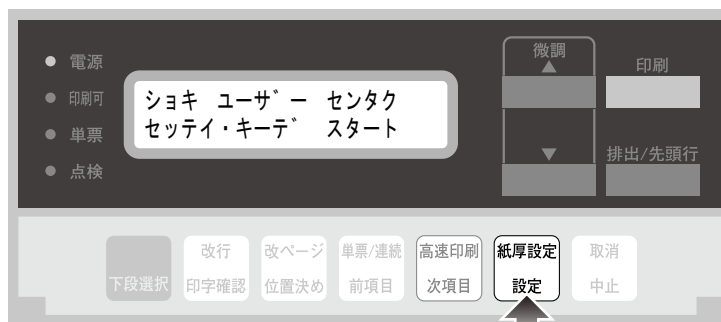 電源
印刷可
単票
点検
ショキ ユーザー センタク
セッテイ・キーデ スタート
微調
▲
▼
印刷
排出/先頭行
下段選択
改行
印字確認
改ページ
位置決め
単票/連続
前項目
高速印刷
次項目
紙厚設定
設定
取消
中止